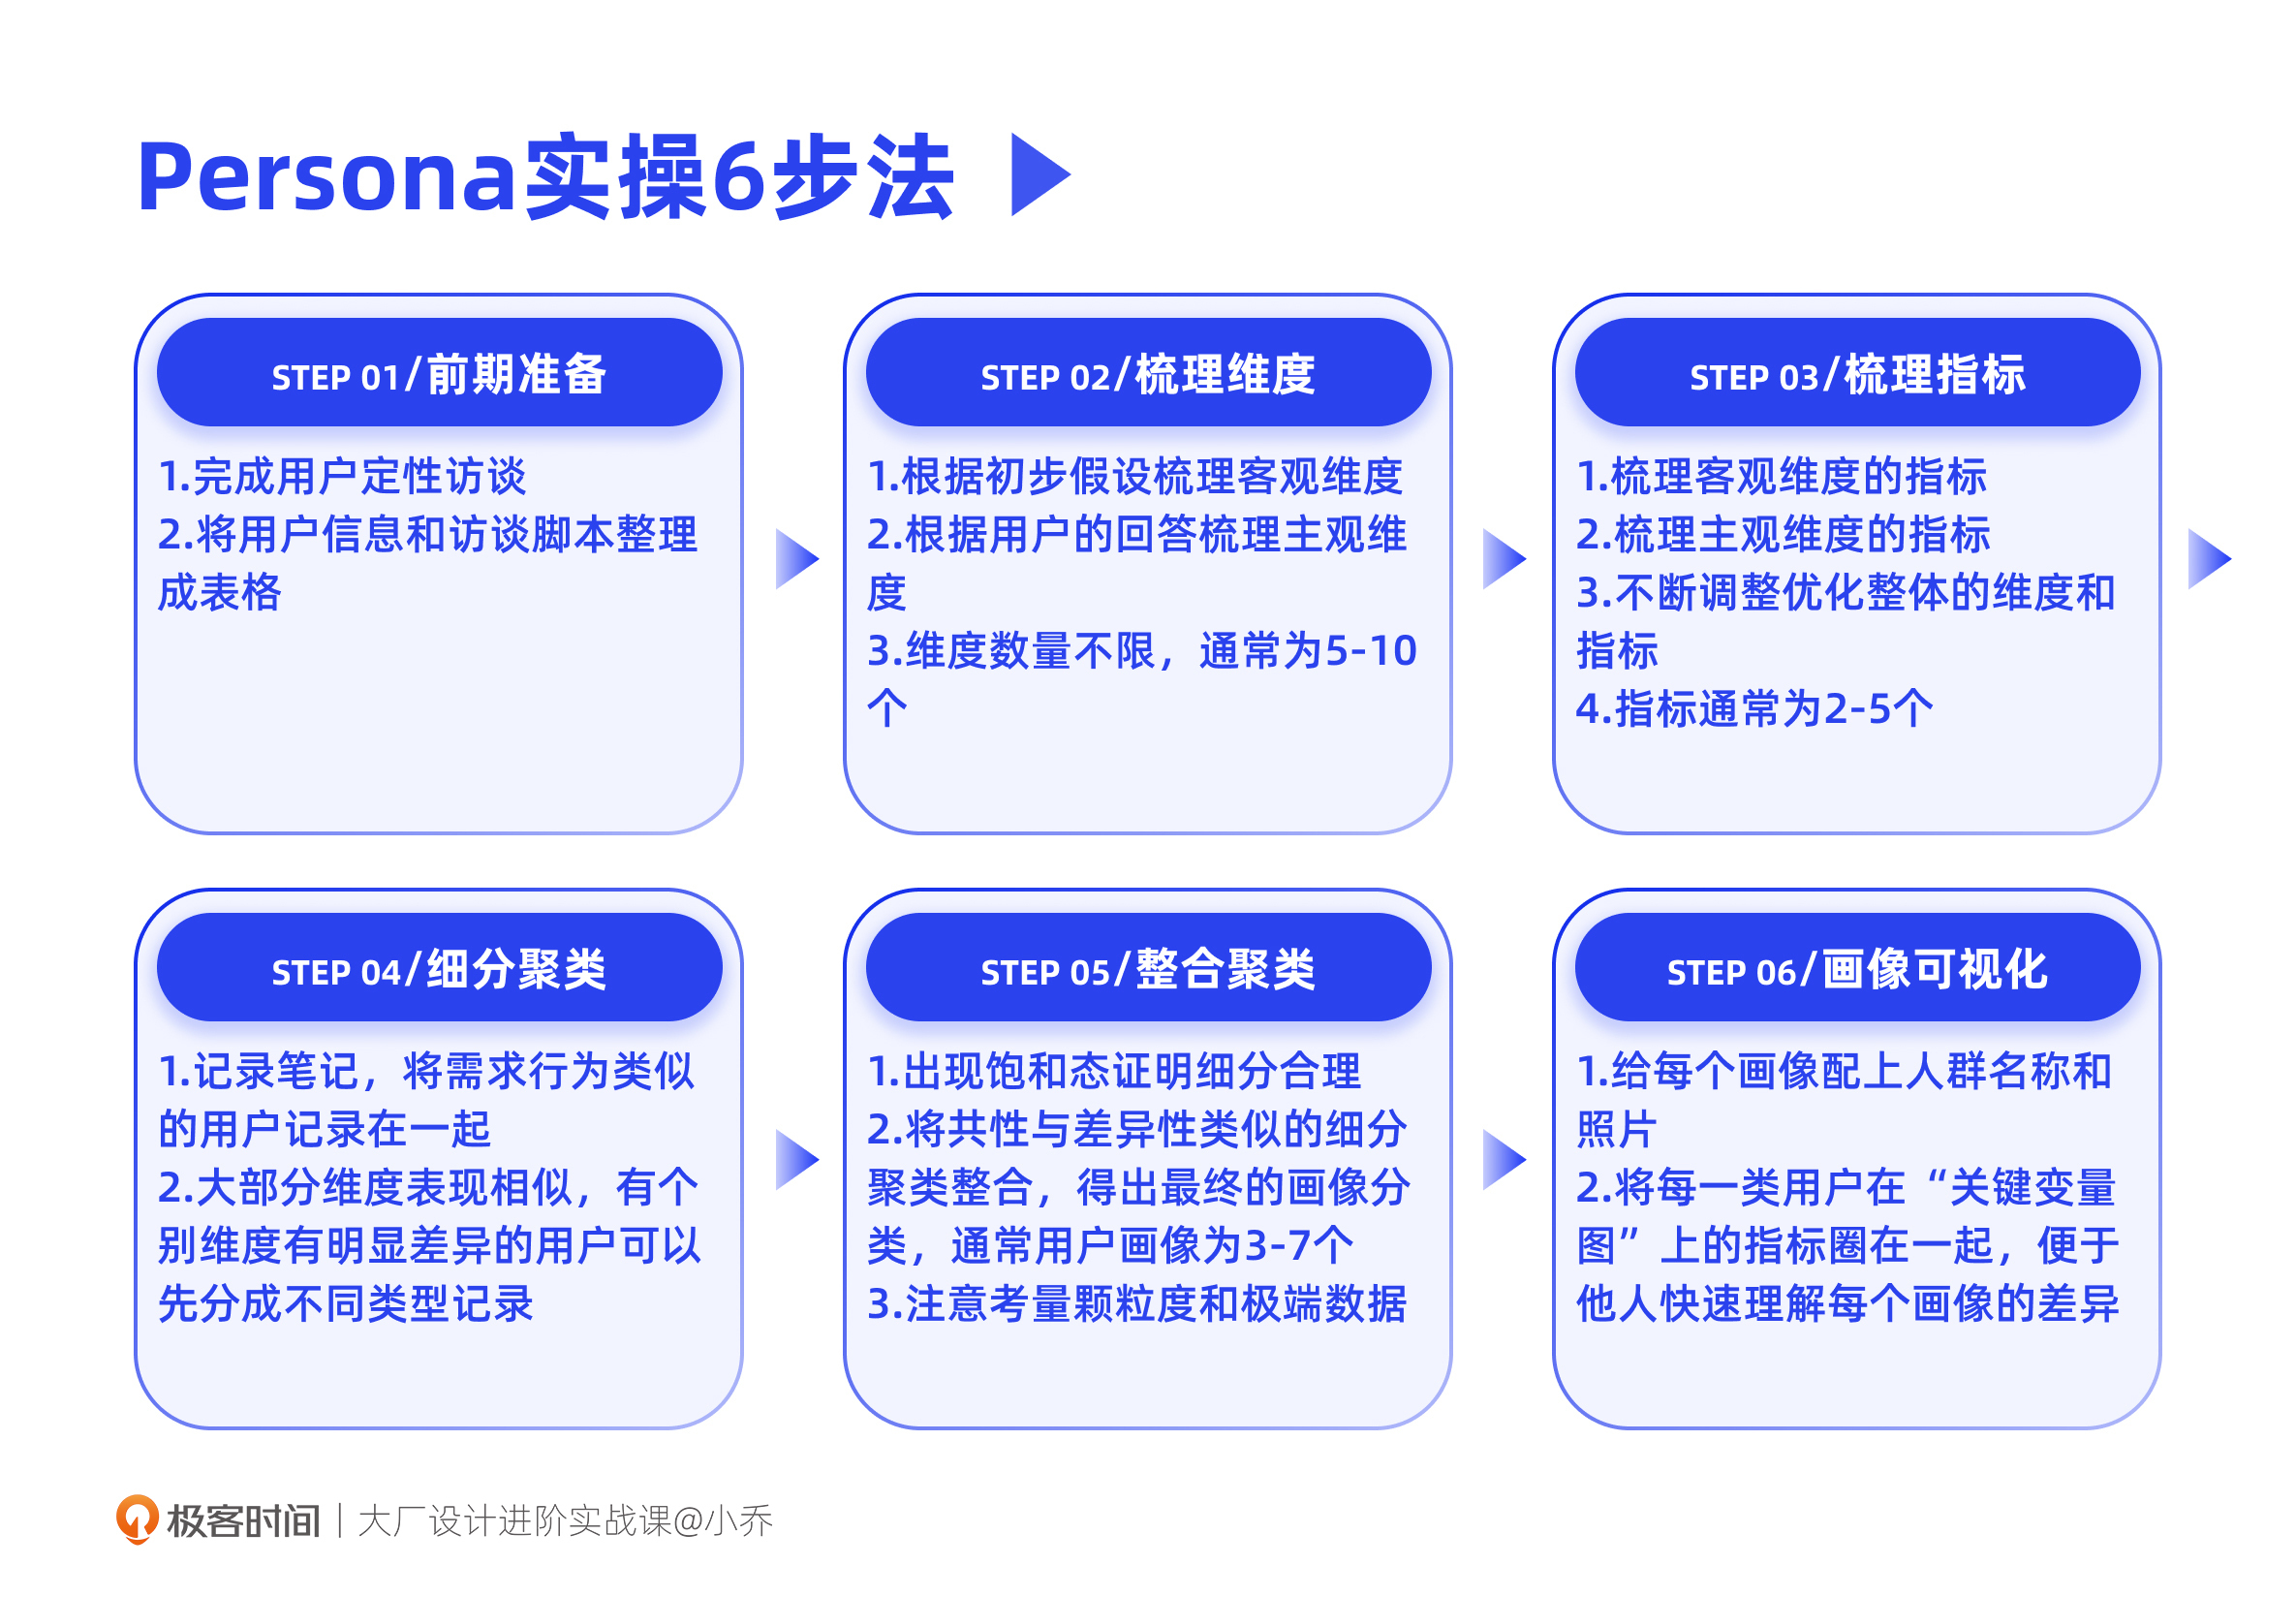 Persona实操6步法
STEP 01/前期准备
1.完成用户定性访谈
2.将用户信息和访谈脚本整理
成表格
STEP 02/梳理维度
1.根据初步假设梳理客观维度
2.根据用户的回答梳理主观维
度
3.维度数量不限，通常为5-10
个
STEP 03/梳理指标
1.梳理客观维度的指标
2.梳理主观维度的指标
3.不断调整优化整体的维度和
指标
4.指标通常为2-5个
STEP 04/细分聚类
1.记录笔记，将需求行为类似
的用户记录在一起
2.大部分维度表现相似，有个
别维度有明显差异的用户可以
先分成不同类型记录
STEP 05/整合聚类
1.出现饱和态证明细分合理
2.将共性与差异性类似的细分
聚类整合，得出最终的画像分
类，通常用户画像为3-7个
3.注意考量颗粒度和极端数据
STEP 06/画像可视化
1.给每个画像配上人群名称和
照片
2.将每一类用户在“关键变量
图”上的指标圈在一起，便于
他人快速理解每个画像的差异
极客时间 | 大厂设计进阶实战课@小乔